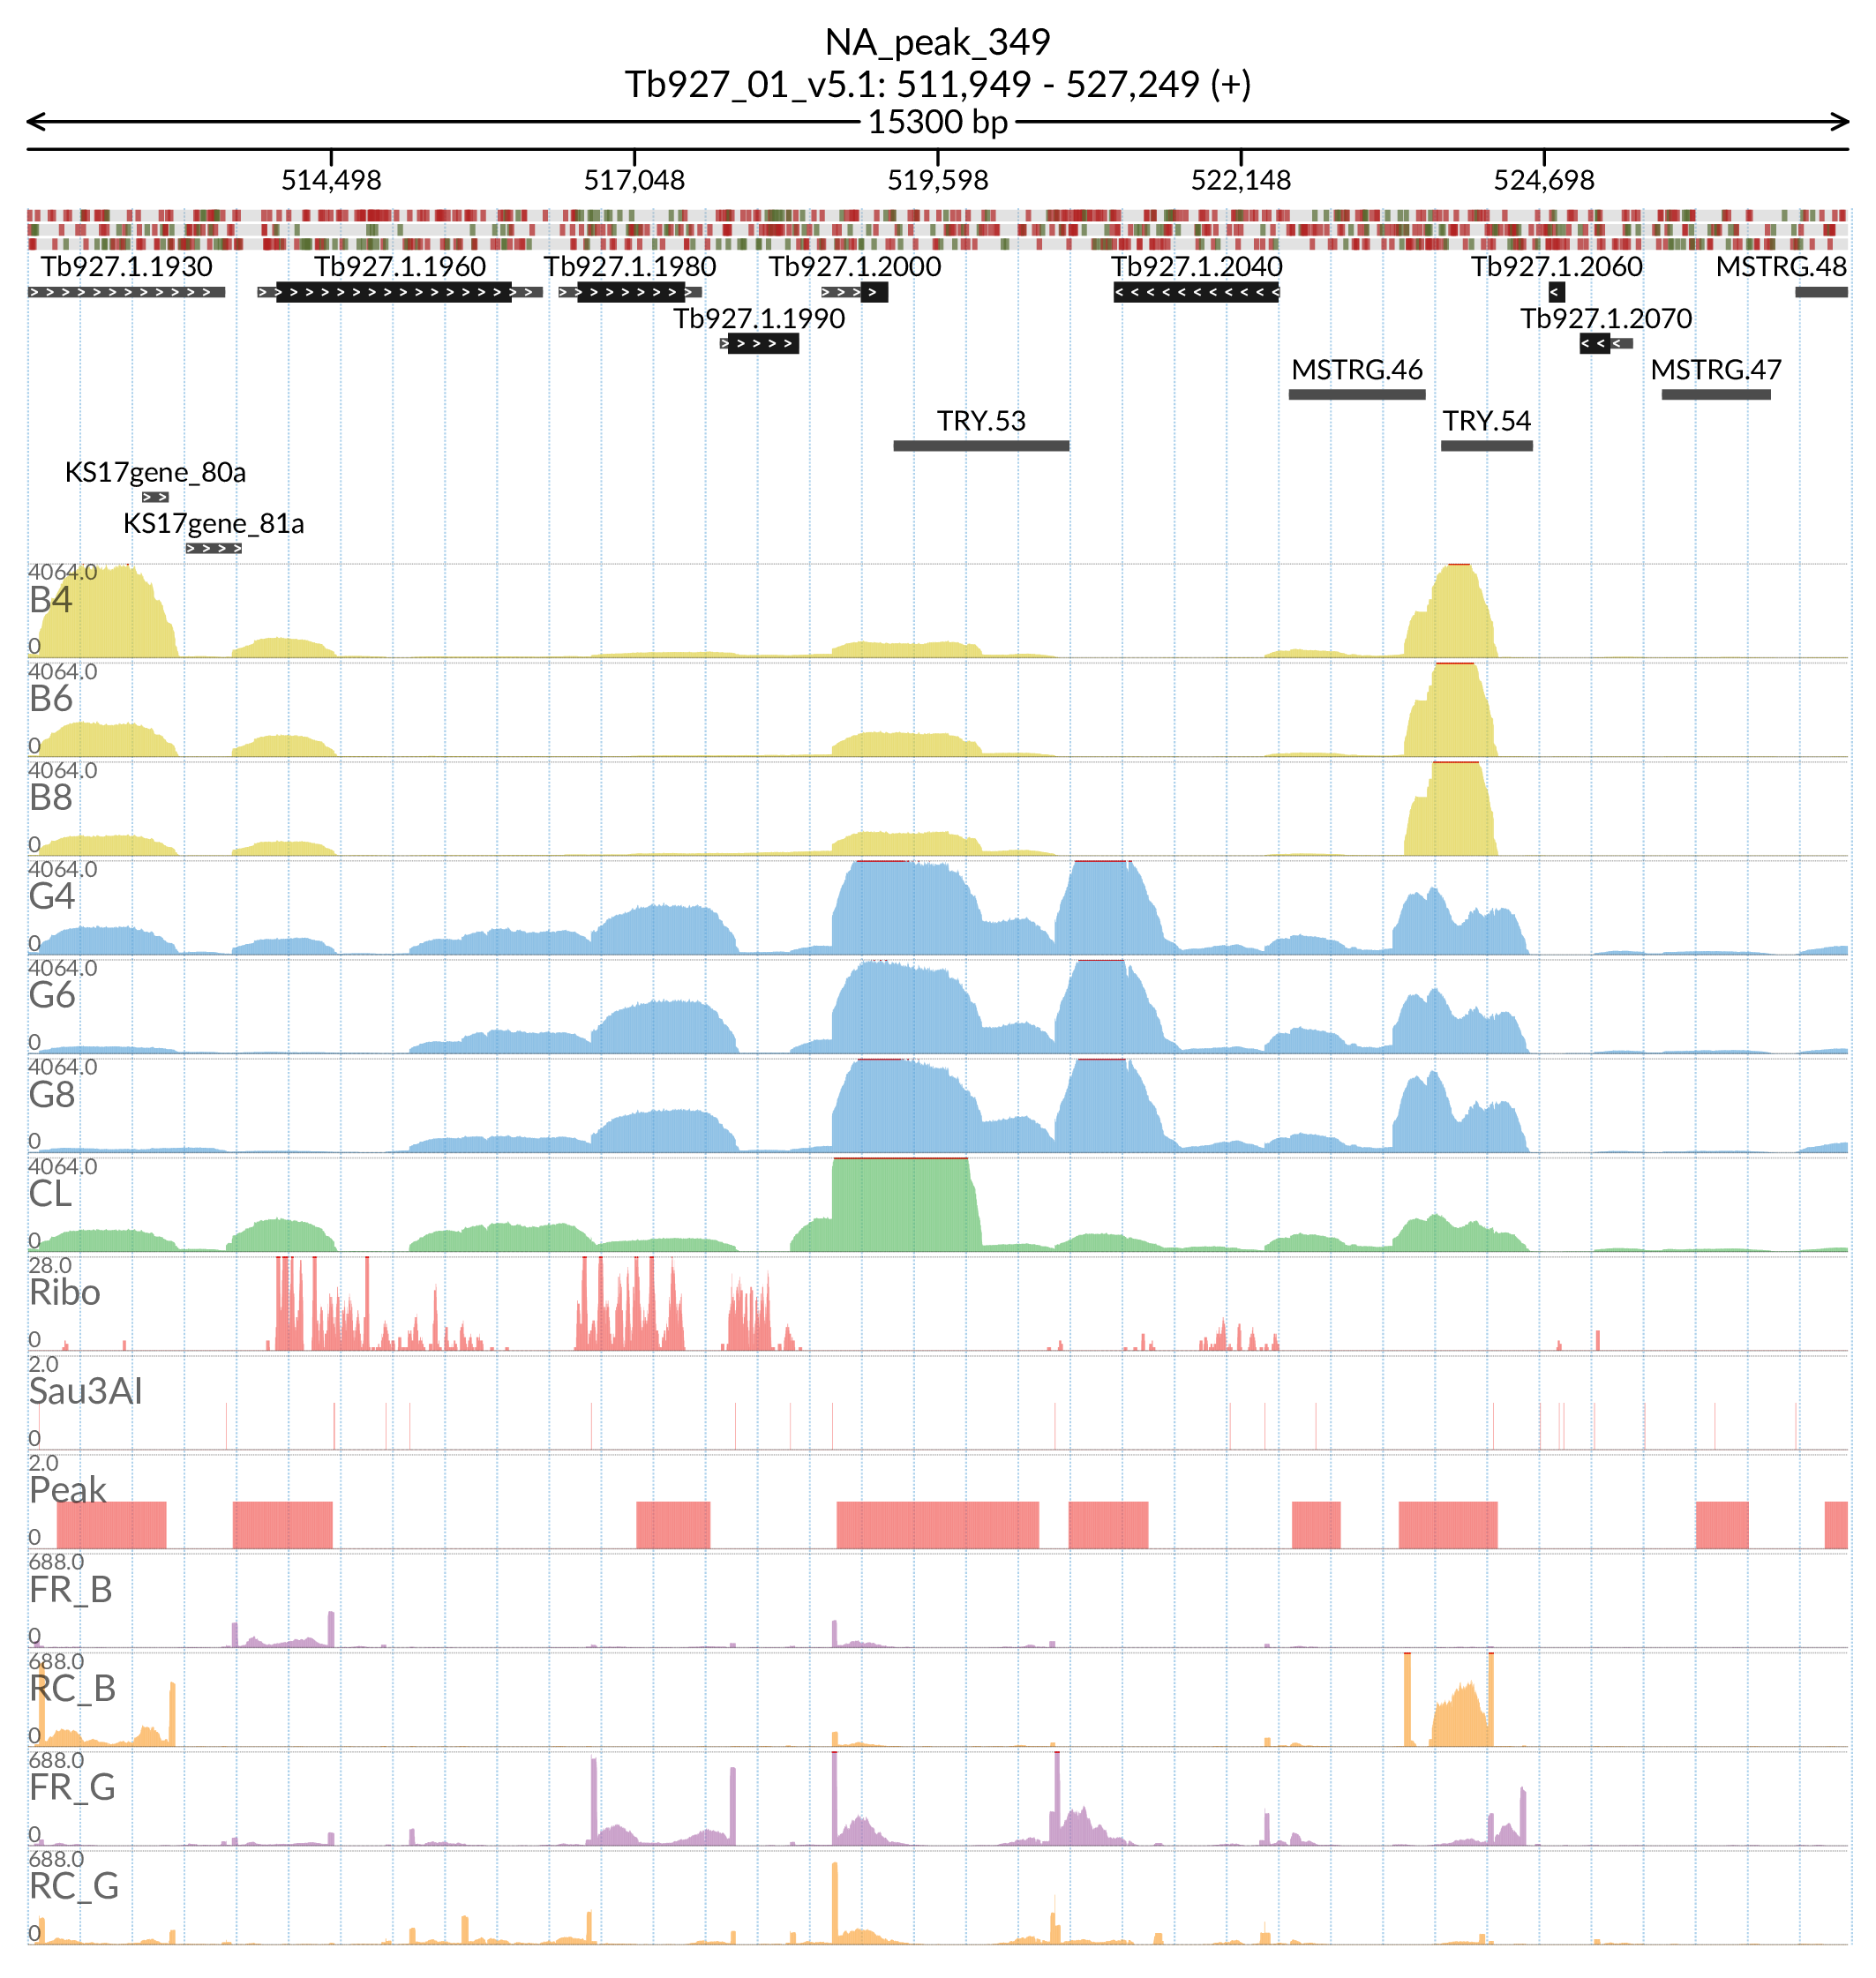 NA_peak_349
Tb927_01_v5.1: 511,949 - 527,249 (+)
15300 bp
514,498 517,048 519,598 522,148 524,698
Tb927.1.1930 Tb927.1.1960 Tb927.1.1980 Tb927.1.2000 Tb927.1.2040 Tb927.1.2060 MSTRG.48
Tb927.1.1990 Tb927.1.2070
MSTRG.46 MSTRG.47
TRY.53 TRY.54
KS17gene_80a
KS17gene_81a
4064.0
B4
0
4064.0
B6
0
4064.0
B8
0
4064.0
G4
0
4064.0
G6
0
4064.0
G8
0
4064.0
CL
0
28.0
Ribo
0
2.0
Sau3AI
0
2.0
Peak
0
688.0
FR_B
0
688.0
RC_B
0
688.0
FR_G
0
688.0
RC_G
0